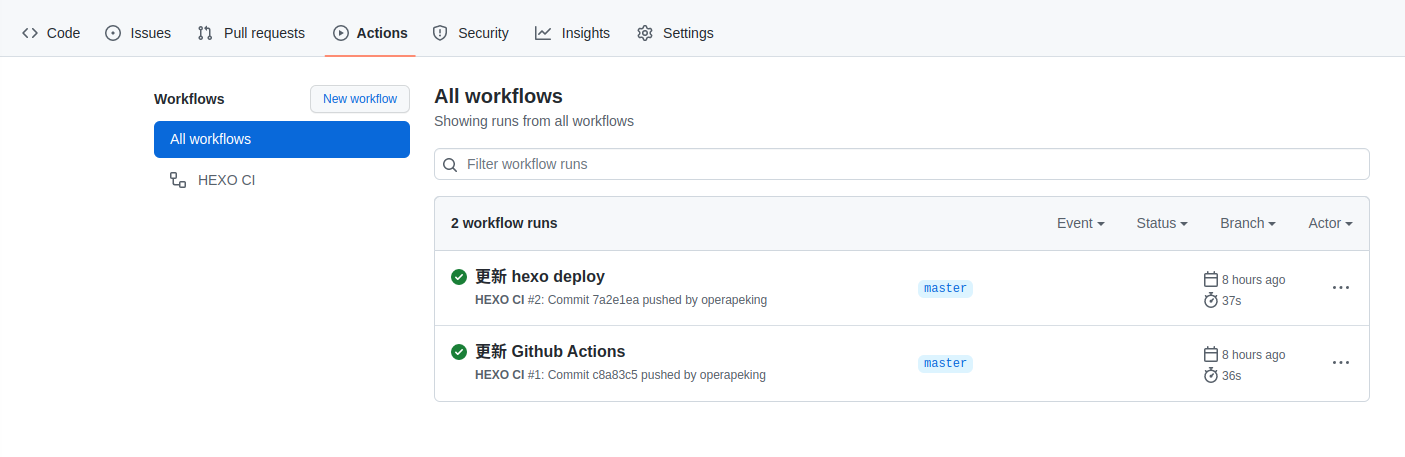 Code Issues Pull requests Actions Security Insights Settings
Workflows New workflow
All workflows
HEXO CI
All workflows
Showing runs from all workflows
Filter workflow runs
2 workflow runs Event Status Branch Actor
更新 hexo deploy
HEXO CI #2: Commit 7a2e1ea pushed by operapeking
master
8 hours ago
37s
更新 Github Actions
HEXO CI #1: Commit c8a83c5 pushed by operapeking
master
8 hours ago
36s